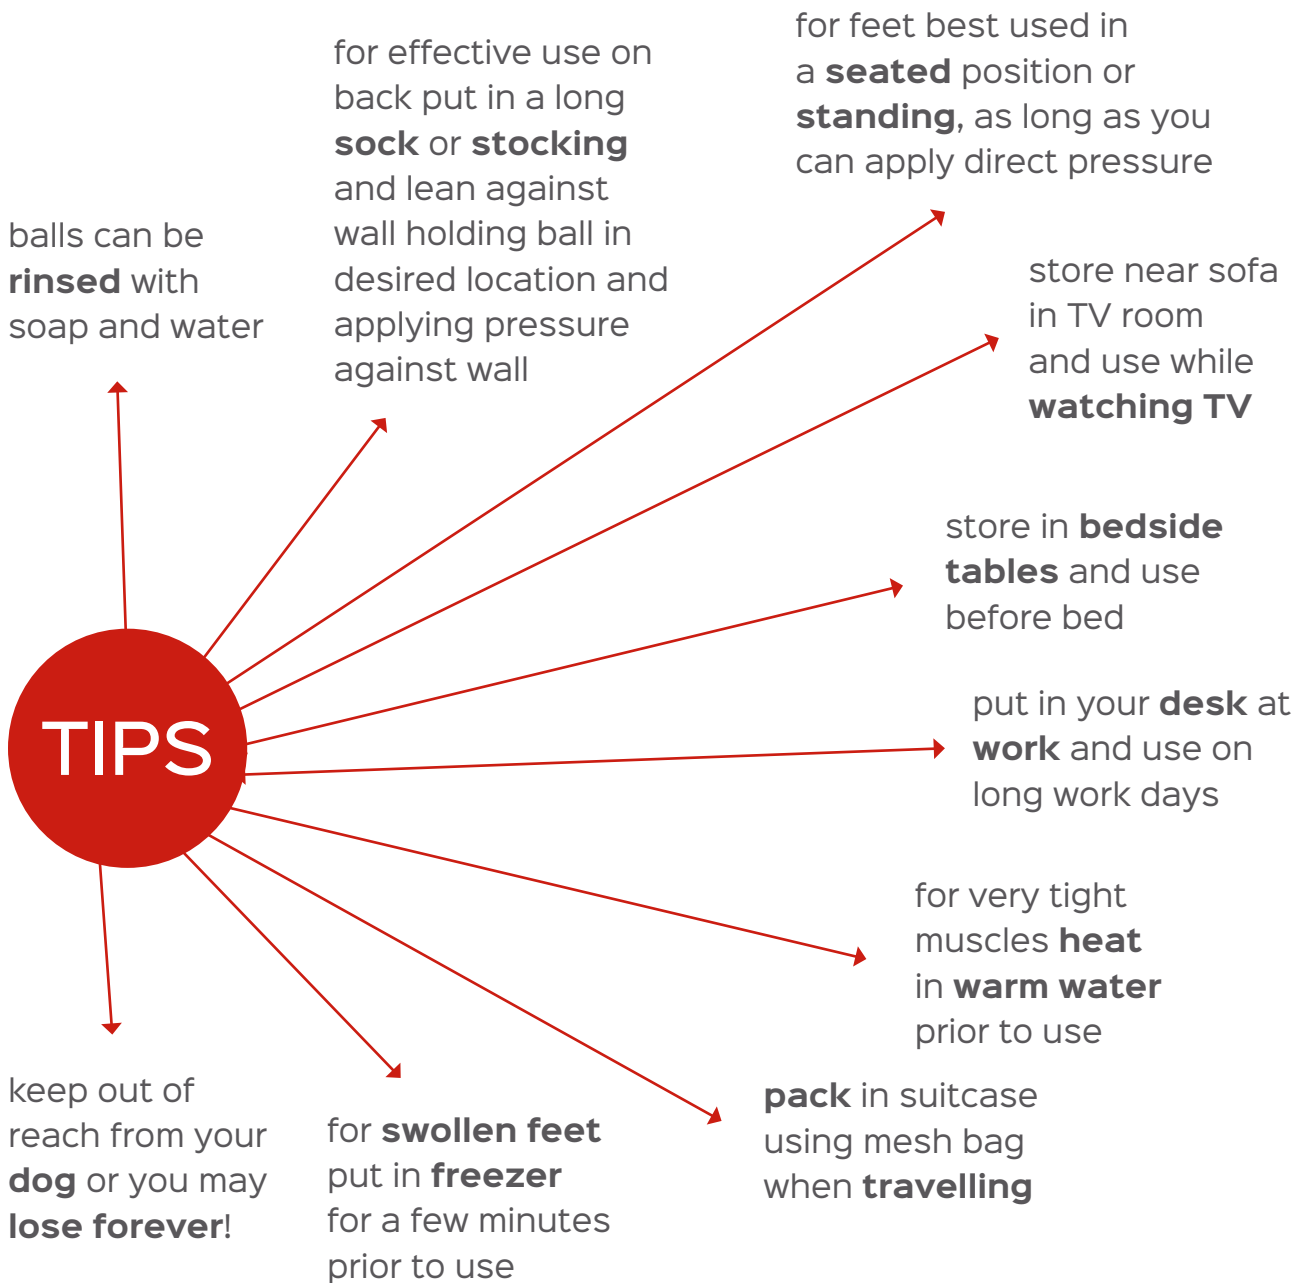 for effective use on
back put in a long
sock or stocking
and lean against
wall holding ball in
desired location and
applying pressure
against wall
for feet best used in
a seated position or
standing, as long as you
can apply direct pressure
balls can be
rinsed with
soap and water
store near sofa
in TV room
and use while
watching TV
store in bedside
tables and use
before bed
TIPS
put in your desk at
work and use on
long work days
for very tight
muscles heat
in warm water
prior to use
keep out of
reach from your
dog or you may
lose forever!
for swollen feet
put in freezer
for a few minutes
prior to use
pack in suitcase
using mesh bag
when travelling